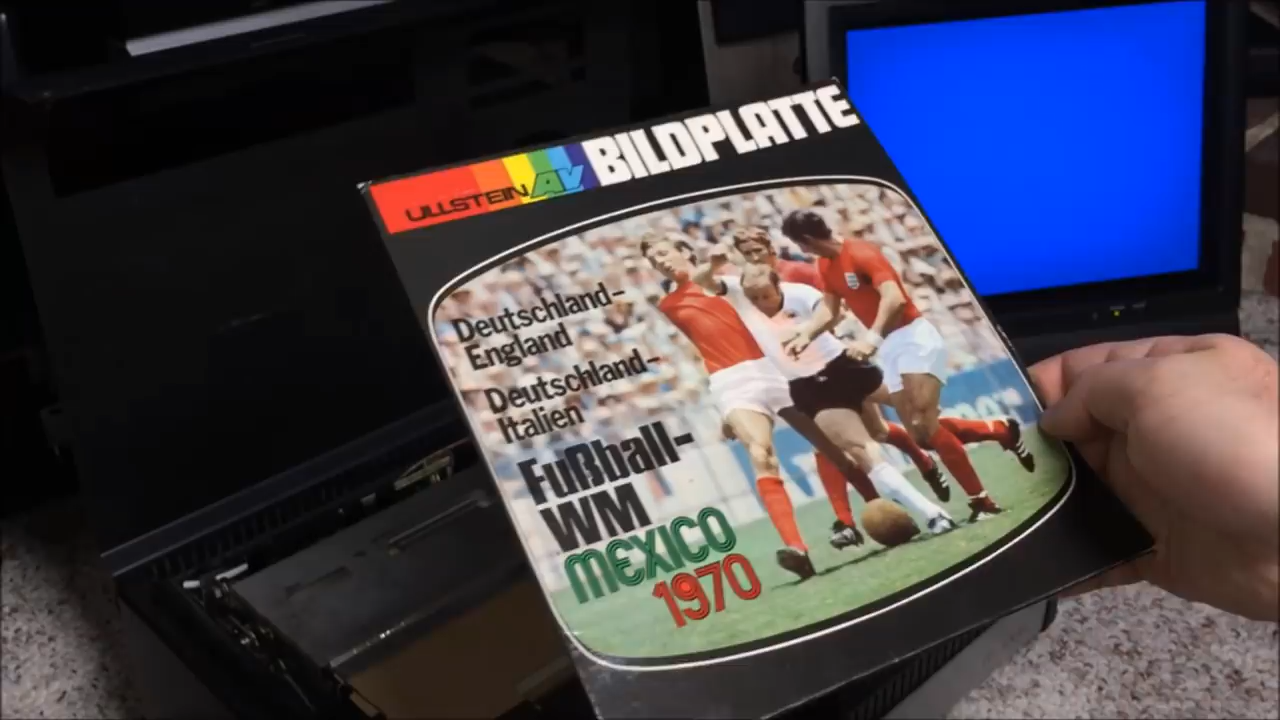 ULLSTEIN AV BILDPLATTE
Deutschland-
England
Deutschland-
Italien
Fußball-
WM
MEXICO
1970